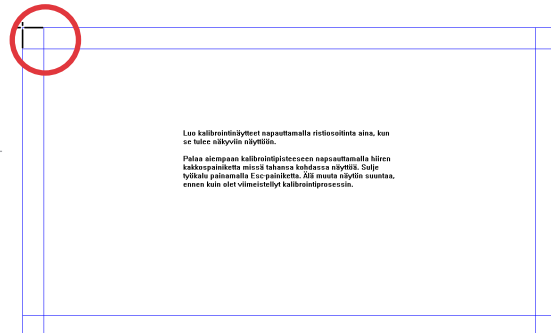 Luo kalibrointinäytteet napauttamalla ristiosoitinta aina, kun
se tulee näkyviin näyttöön.
Palaa aiempaan kalibrointipisteeseen napsauttamalla hiiren
kakkospainiketta missä tahansa kohdassa näyttöä. Sulje
työkalu painamalla Esc-painiketta. Älä muuta näytön suuntaa,
ennen kuin olet viimeistellyt kalibrointiprosessin.